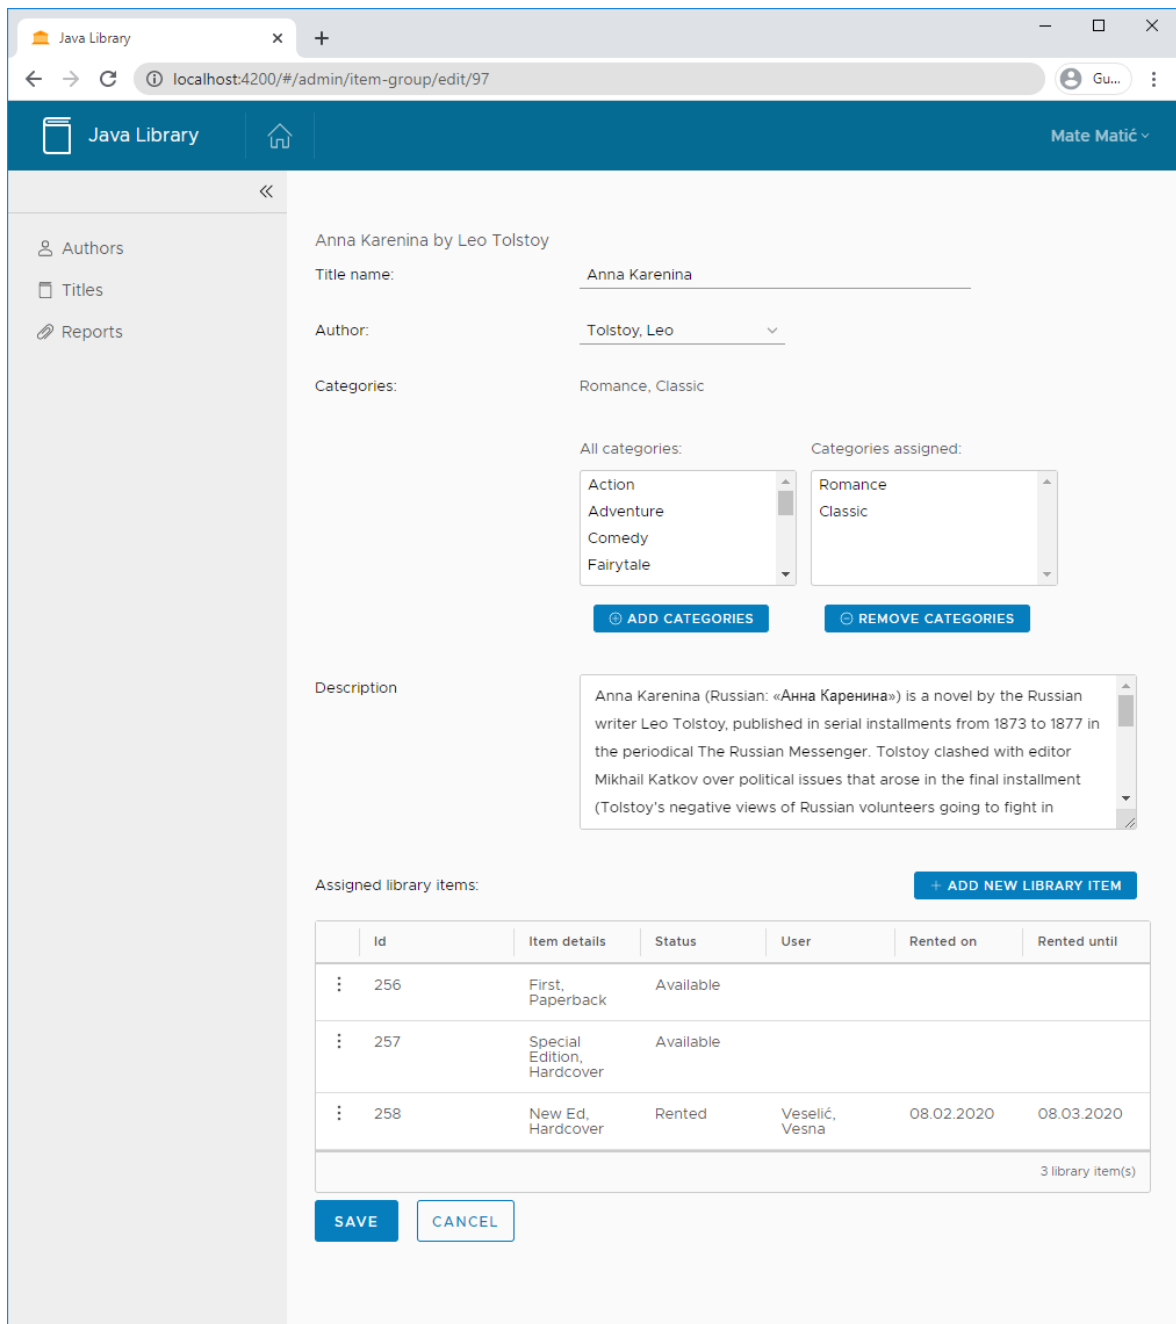 Java Library
localhost:4200/#/admin/item-group/edit/97
Gu...
Java Library
Mate Matić
Authors
Titles
Reports
Anna Karenina by Leo Tolstoy
Title name:
Anna Karenina
Author:
Tolstoy, Leo
Categories:
Romance, Classic
All categories:
Categories assigned:
Action
Adventure
Comedy
Fairytale
Romance
Classic
ADD CATEGORIES
REMOVE CATEGORIES
Description
Anna Karenina (Russian: «Анна Каренина») is a novel by the Russian
writer Leo Tolstoy, published in serial installments from 1873 to 1877 in
the periodical The Russian Messenger. Tolstoy clashed with editor
Mikhail Katkov over political issues that arose in the final installment
(Tolstoy's negative views of Russian volunteers going to fight in
Assigned library items:
+ ADD NEW LIBRARY ITEM
Id Item details Status User Rented on Rented until
256 First, Available
Paperback
257 Special Available
Edition,
Hardcover
258 New Ed, Rented Veselić, 08.02.2020 08.03.2020
Hardcover Vesna
3 library item(s)
SAVE
CANCEL